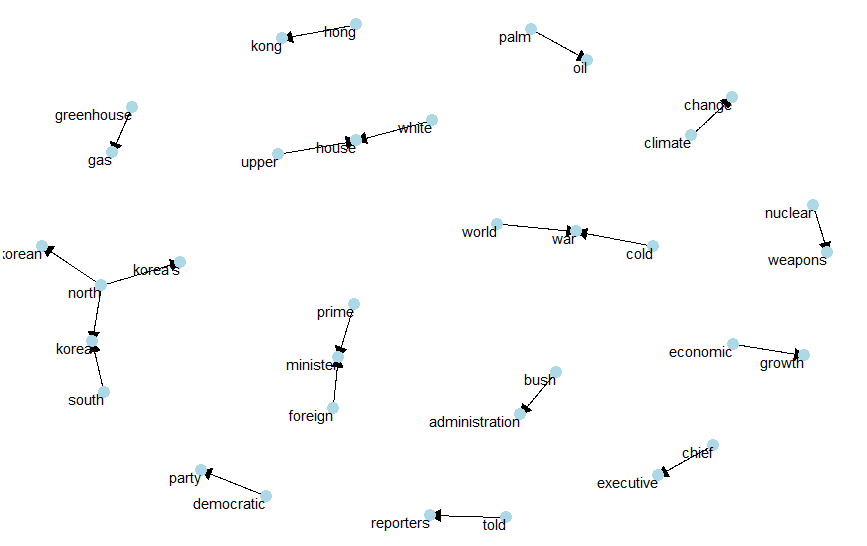 hong
kong
palm
oil
greenhouse
gas
change
climate
white
house
upper
nuclear
weapons
world
war
cold
korean
korea's
north
korea
south
prime
minister
foreign
economic
growth
bush
administration
chief
executive
party
democratic
reporters
told